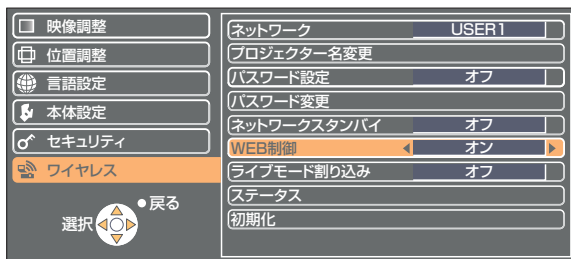 映像調整
位置調整
言語設定
本体設定
セキュリティ
ワイヤレス
●戻る
選択
ネットワーク USER1
プロジェクター名変更
パスワード設定 オフ
パスワード変更
ネットワークスタンバイ オフ
WEB制御 オン
ライブモード割り込み オフ
ステータス
初期化